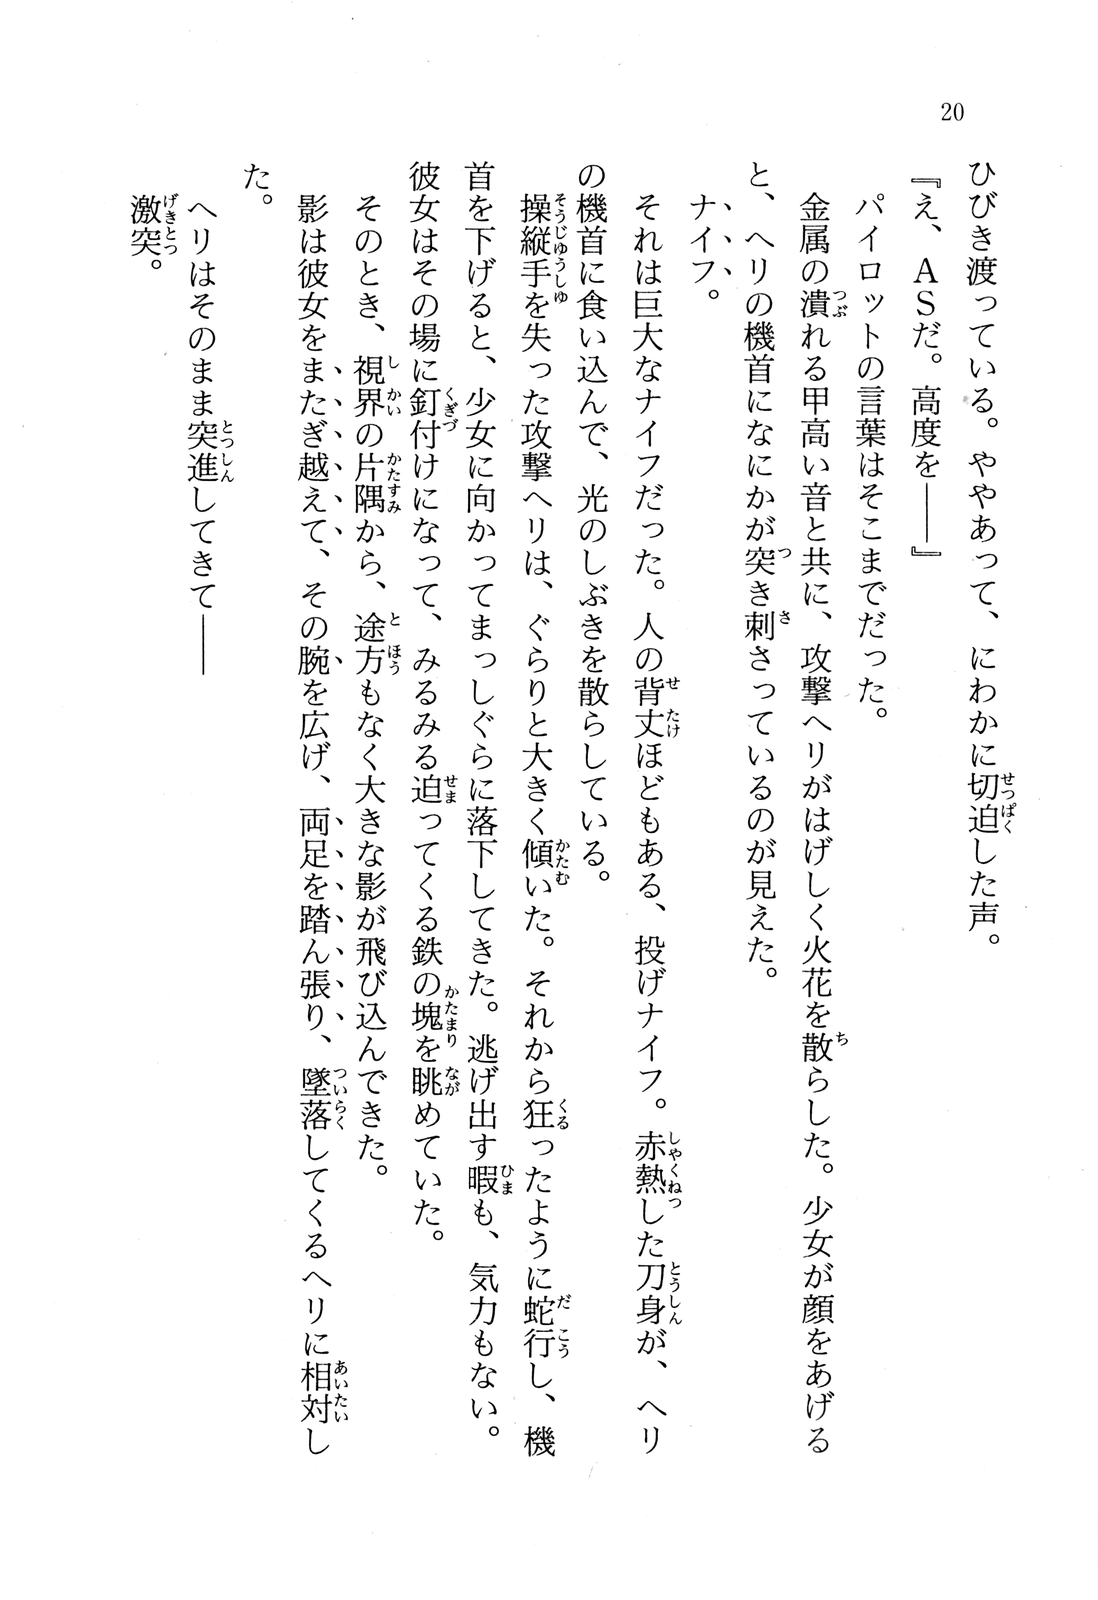 20
ひびき渡っている。ややあって、にわかに切迫した声。
『え、ＡＳだ。高度を――』
パイロットの言葉はそこまでだった。
金属の潰れる甲高い音と共に、攻撃ヘリがはげしく火花を散らした。少女が顔をあげる
と、ヘリの機首になにかが突き刺さっているのが見えた。
ナイフ。
それは巨大なナイフだった。人の背丈ほどもある、投げナイフ。赤熱した刀身が、ヘリ
の機首に食い込んで、光のしぶきを散らしている。
操縦手を失った攻撃ヘリは、ぐらりと大きく傾いた。それから狂ったように蛇行し、機
首を下げると、少女に向かってまっしぐらに落下してきた。逃げ出す暇も、気力もない。
彼女はその場に釘付けになって、みるみる迫ってくる鉄の塊を眺めていた。
そのとき、視界の片隅から、途方もなく大きな影が飛び込んできた。
影は彼女をまたぎ越えて、その腕を広げ、両足を踏ん張り、墜落してくるヘリに相対し
た。
ヘリはそのまま突進してきて――
激突。